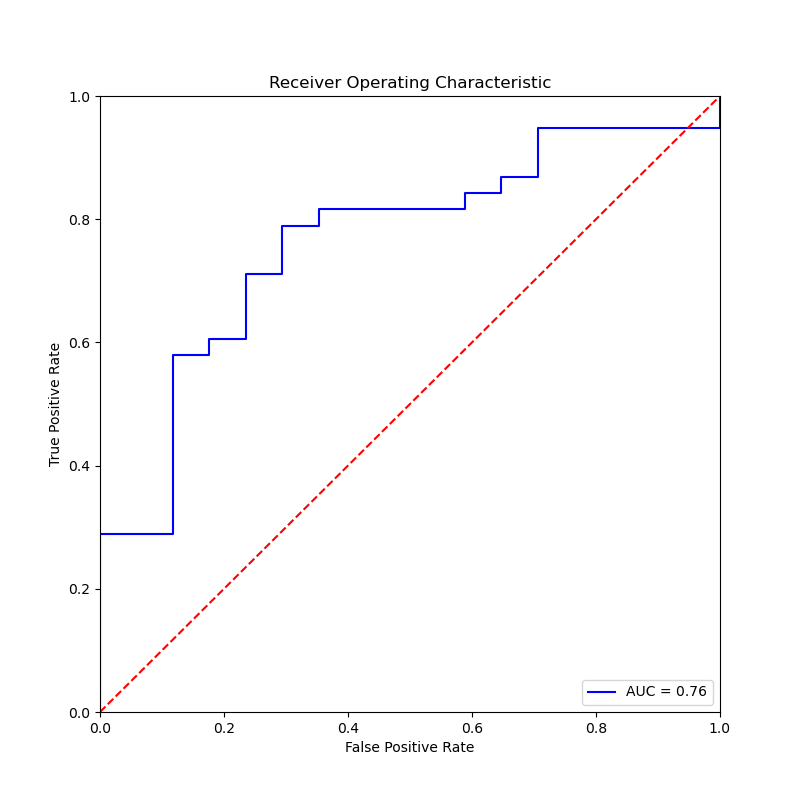 Receiver Operating Characteristic
1.0
0.8
0.6
0.4
0.2
0.0
True Positive Rate
AUC = 0.76
0.0 0.2 0.4 0.6 0.8 1.0
False Positive Rate